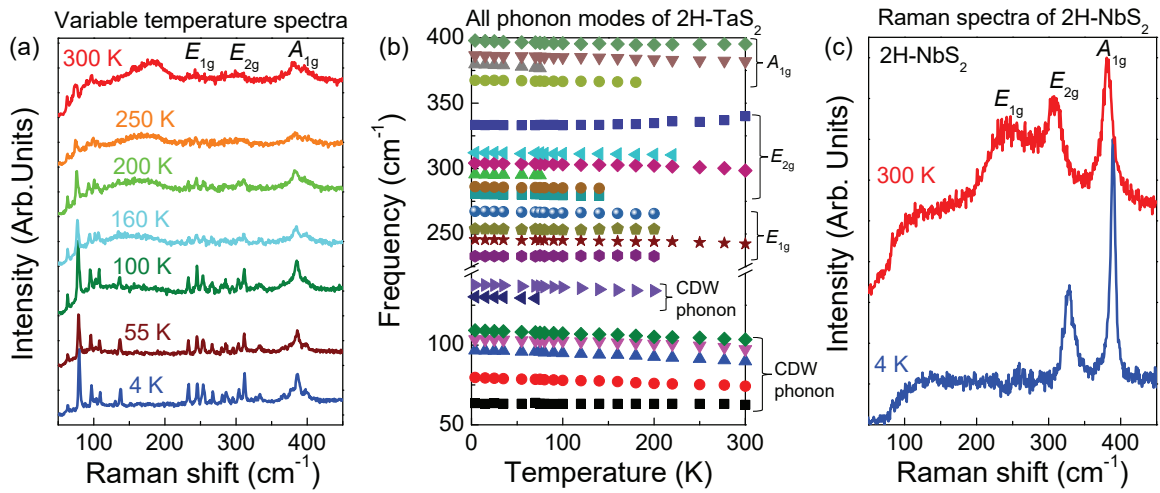 Variable temperature spectra
(a)
300 K
E1g
E2g
A1g
250 K
200 K
160 K
100 K
55 K
4 K
Intensity (Arb.Units)
100 200 300 400
Raman shift (cm⁻¹)
All phonon modes of 2H-TaS2
(b)
400
350
300
250
100
50
Frequency (cm⁻¹)
A1g
E2g
E1g
CDW
phonon
CDW
phonon
0 100 200 300
Temperature (K)
Raman spectra of 2H-NbS2
(c)
2H-NbS2
A1g
E2g
E1g
300 K
4 K
Intensity (Arb. Units)
100 200 300 400
Raman shift (cm⁻¹)